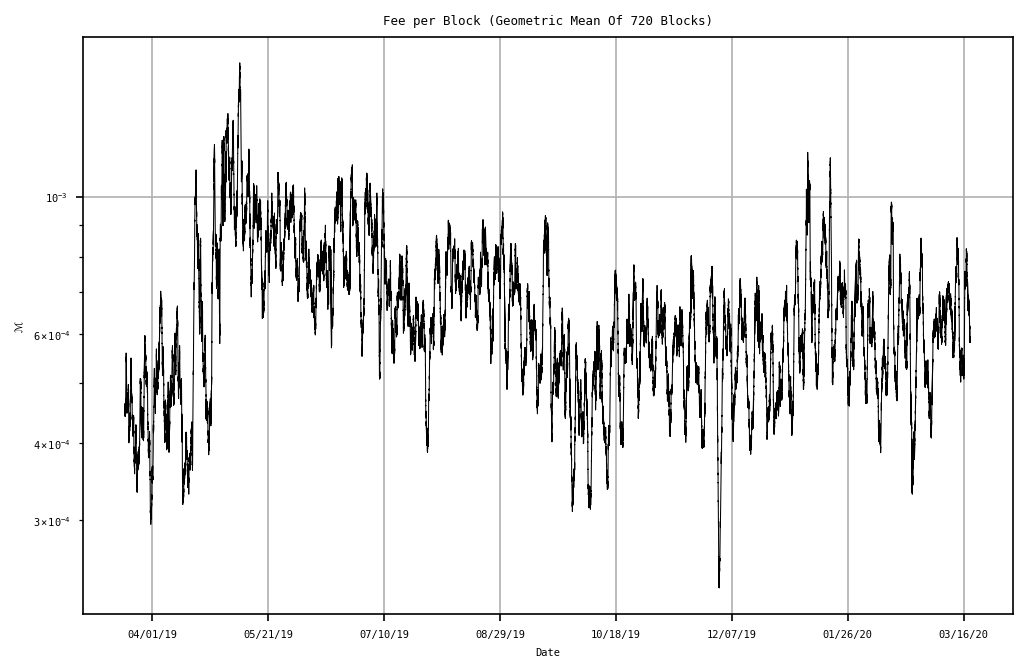 Fee per Block (Geometric Mean Of 720 Blocks)
ℳ
10⁻³
6×10⁻⁴
4×10⁻⁴
3×10⁻⁴
04/01/19 05/21/19 07/10/19 08/29/19 10/18/19 12/07/19 01/26/20 03/16/20
Date